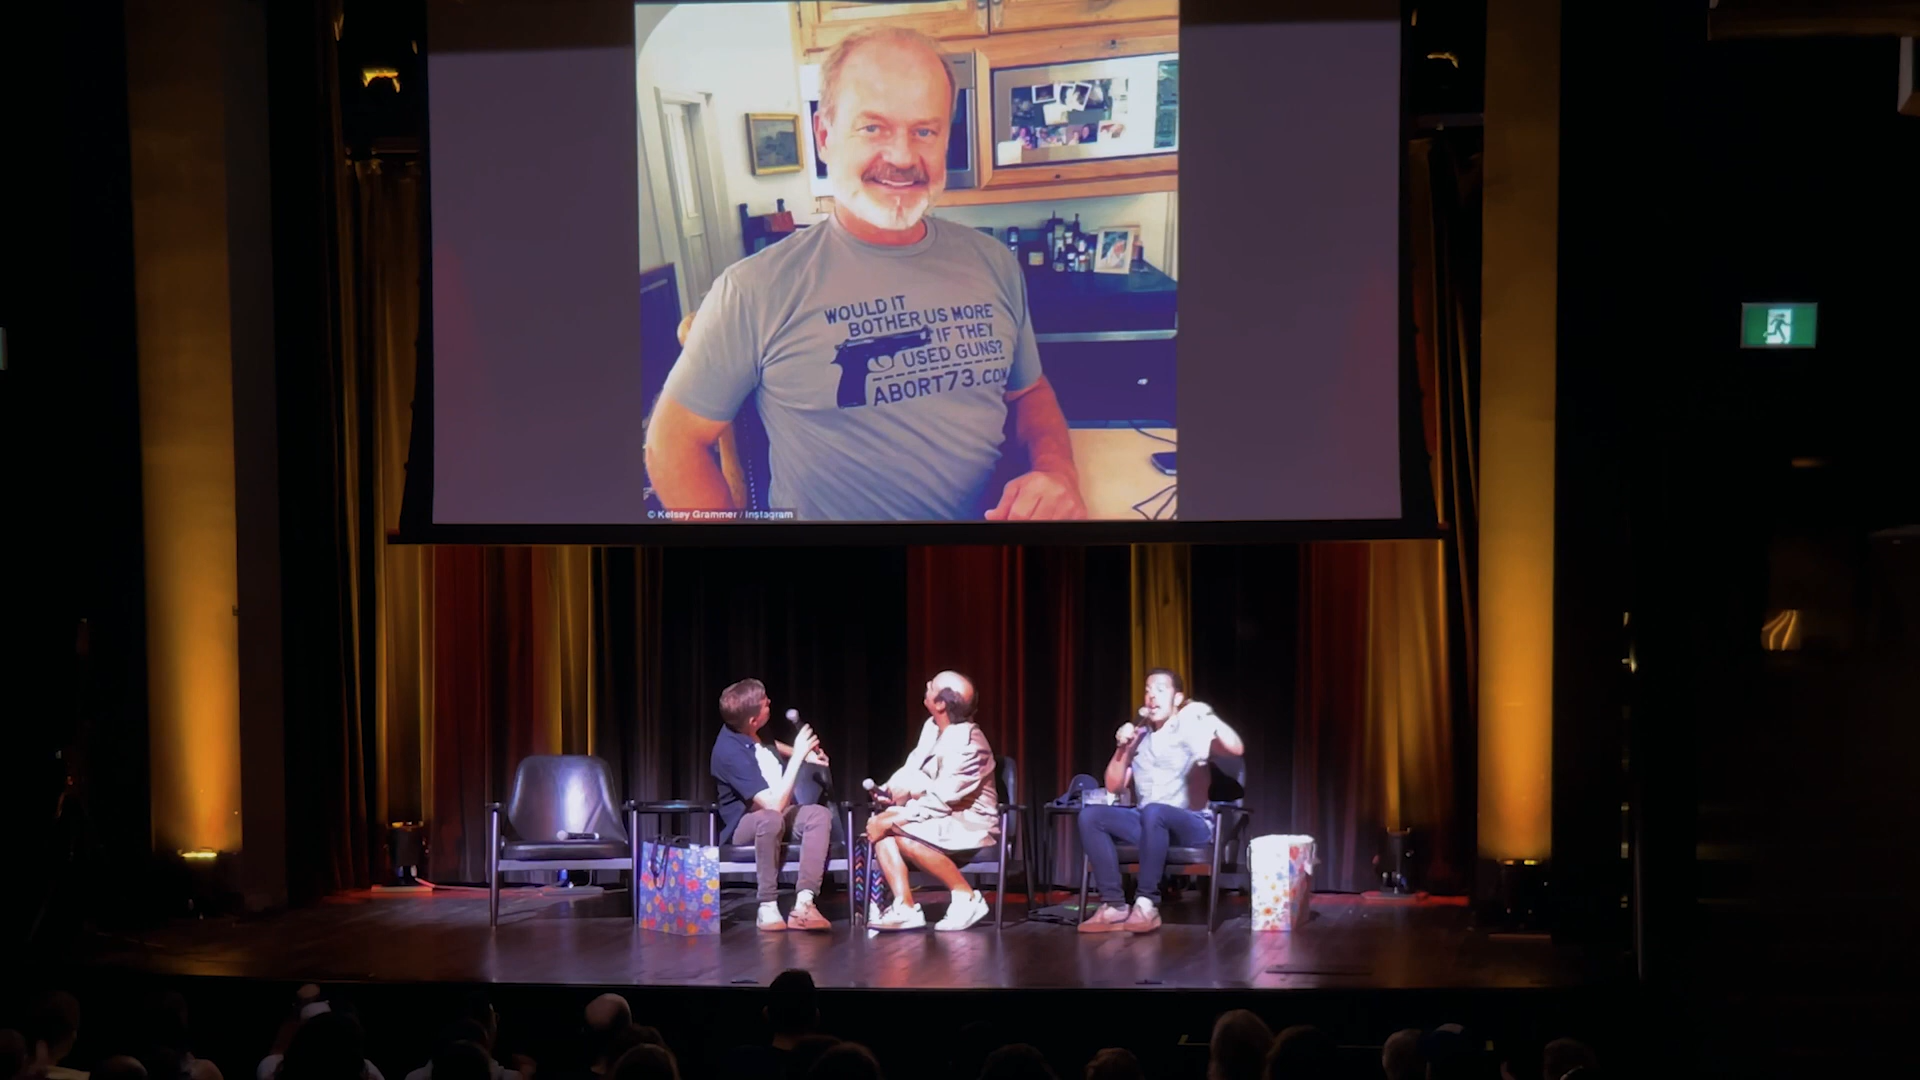 WOULD IT
BOTHER US MORE
IF THEY
USED GUNS?
ABORT73.COM
© Kelsey Grammer / Instagram